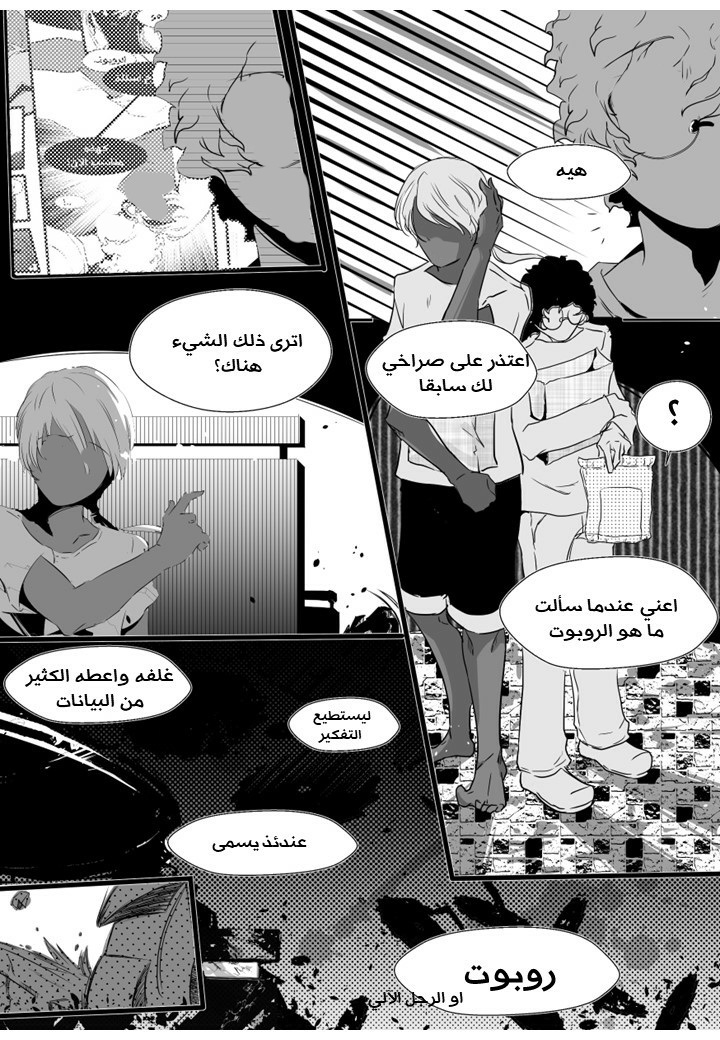 هيه
اعتذر على صراخي
لك سابقا
؟
اعني عندما سألت
ما هو الروبوت
اترى ذلك الشيء
هناك؟
غلفه واعطه الكثير
من البيانات
ليستطيع
التفكير
عندئذ يسمى
روبوت
او الرجل الالي